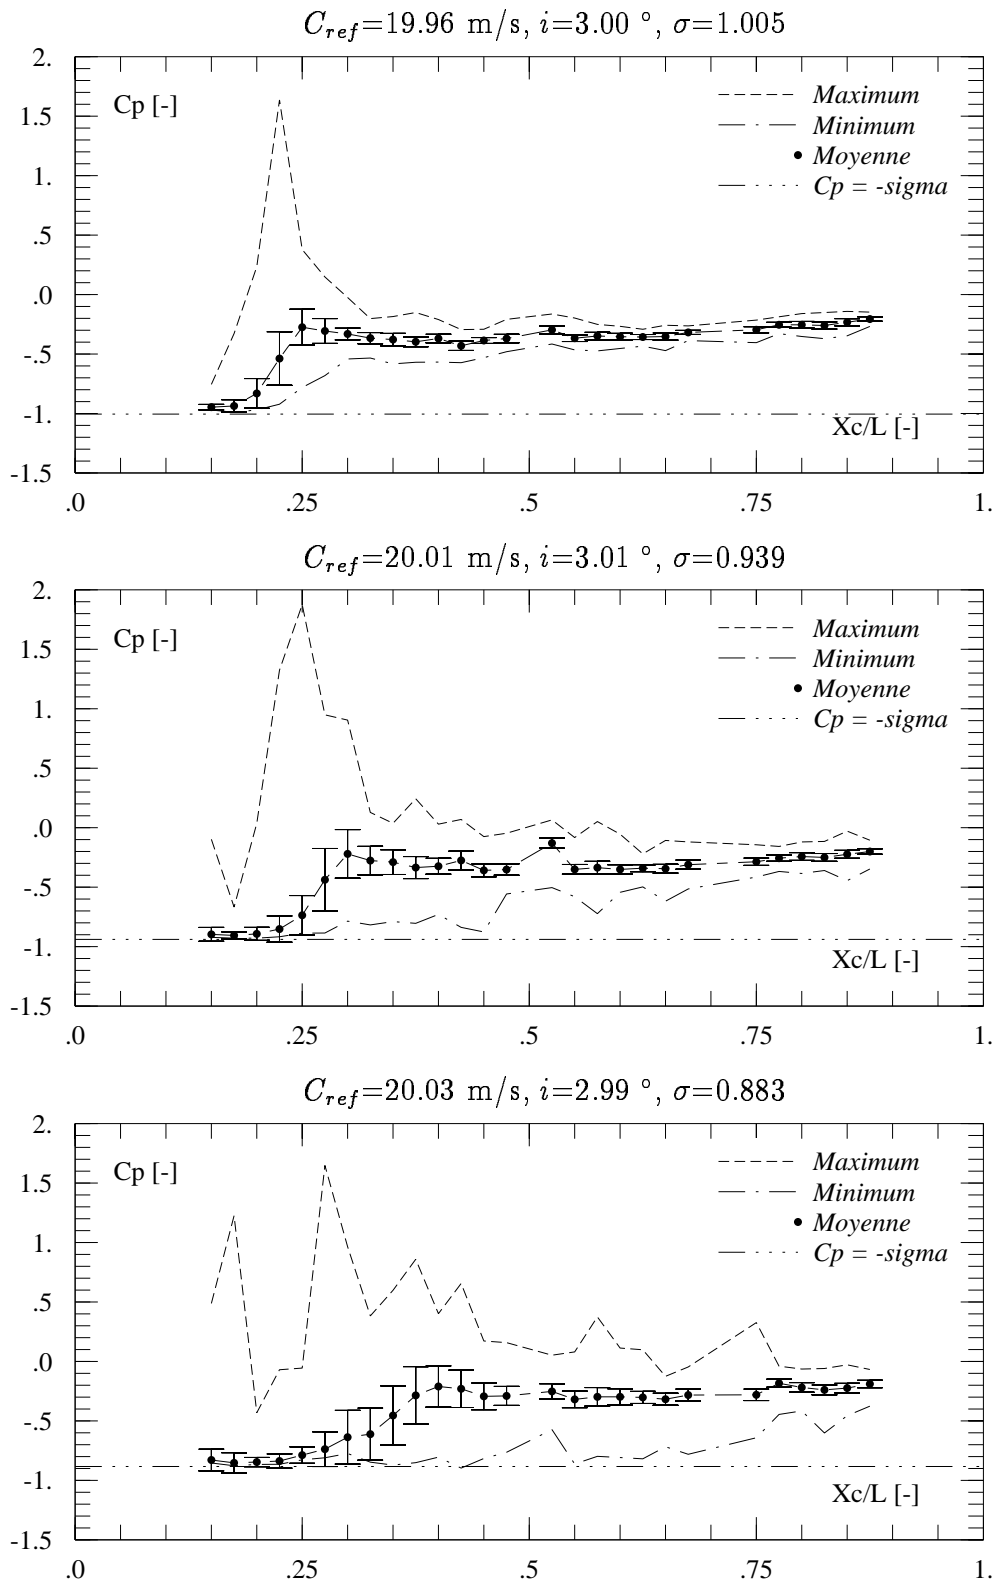 C_ref=19.96 m/s, i=3.00 °, σ=1.005
2.
Cp [-]
Maximum
1.5
Minimum
Moyenne
1.
Cp = -sigma
.5
.0
-.5
-1.
Xc/L [-]
-1.5
.0 .25 .5 .75 1.
C_ref=20.01 m/s, i=3.01 °, σ=0.939
2.
Cp [-]
Maximum
1.5
Minimum
Moyenne
1.
Cp = -sigma
.5
.0
-.5
-1.
Xc/L [-]
-1.5
.0 .25 .5 .75 1.
C_ref=20.03 m/s, i=2.99 °, σ=0.883
2.
Cp [-]
Maximum
1.5
Minimum
Moyenne
1.
Cp = -sigma
.5
.0
-.5
-1.
Xc/L [-]
-1.5
.0 .25 .5 .75 1.